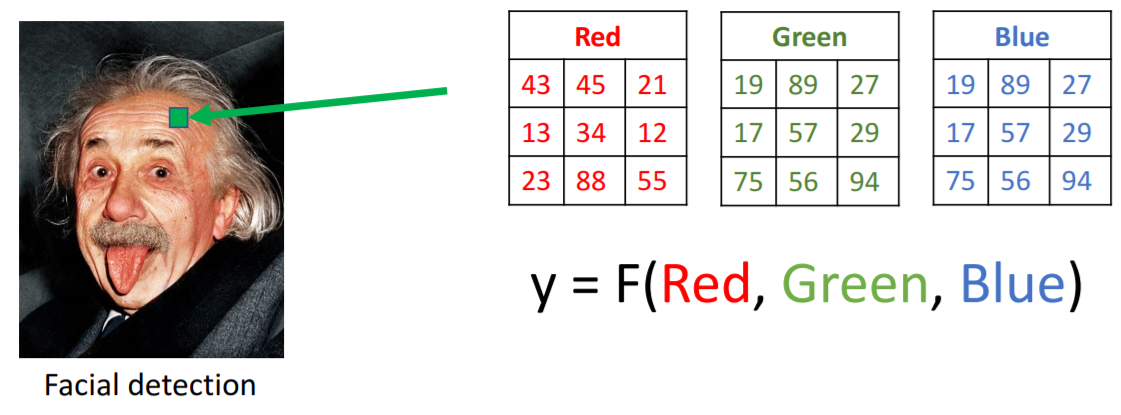 Red
43 45 21
13 34 12
23 88 55
Green
19 89 27
17 57 29
75 56 94
Blue
19 89 27
17 57 29
75 56 94
y = F(Red, Green, Blue)
Facial detection